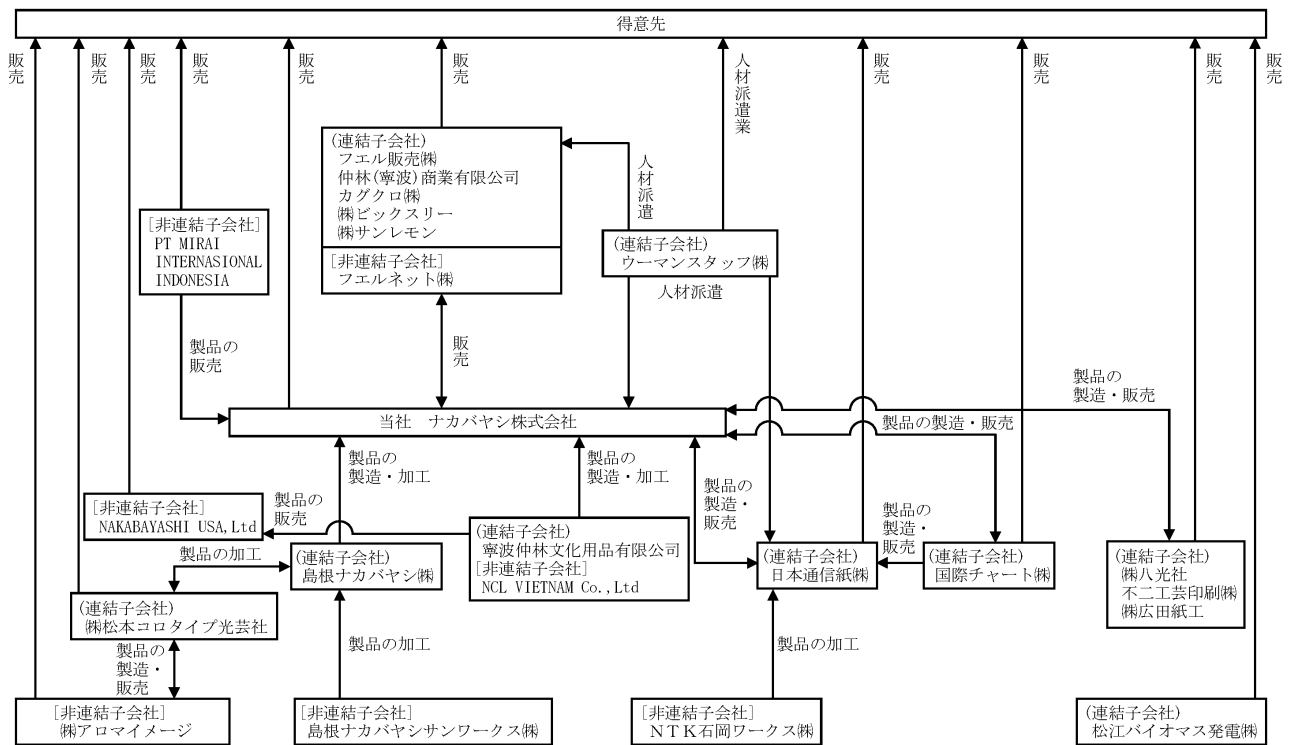 得意先
販売
販売
販売
販売
販売
販売
人材派遣業
販売
販売
販売
販売
(連結子会社)
フエル販売㈱
仲林(寧波)商業有限公司
カグクロ㈱
㈱ビックスリー
㈱サンレモン
[非連結子会社]
フエルネット㈱
人材派遣
[非連結子会社]
PT MIRAI
INTERNASIONAL
INDONESIA
(連結子会社)
ウーマンスタッフ㈱
人材派遣
製品の
販売
販売
製品の
製造・販売
当社 ナカバヤシ株式会社
製品の製造・販売
製品の
製造・加工
製品の
製造・加工
製品の
製造・
販売
製品の
製造・
販売
[非連結子会社]
NAKABAYASHI USA,Ltd
製品の
販売
(連結子会社)
寧波仲林文化用品有限公司
[非連結子会社]
NCL VIETNAM Co.,Ltd
製品の加工
(連結子会社)
島根ナカバヤシ㈱
(連結子会社)
日本通信紙㈱
(連結子会社)
国際チャート㈱
(連結子会社)
㈱八光社
不二工芸印刷㈱
㈱広田紙工
(連結子会社)
㈱松本コロタイプ光芸社
製品の
製造・
販売
製品の加工
製品の加工
[非連結子会社]
㈱アロマイメージ
[非連結子会社]
島根ナカバヤシサンワークス㈱
[非連結子会社]
NTK石岡ワークス㈱
(連結子会社)
松江バイオマス発電㈱